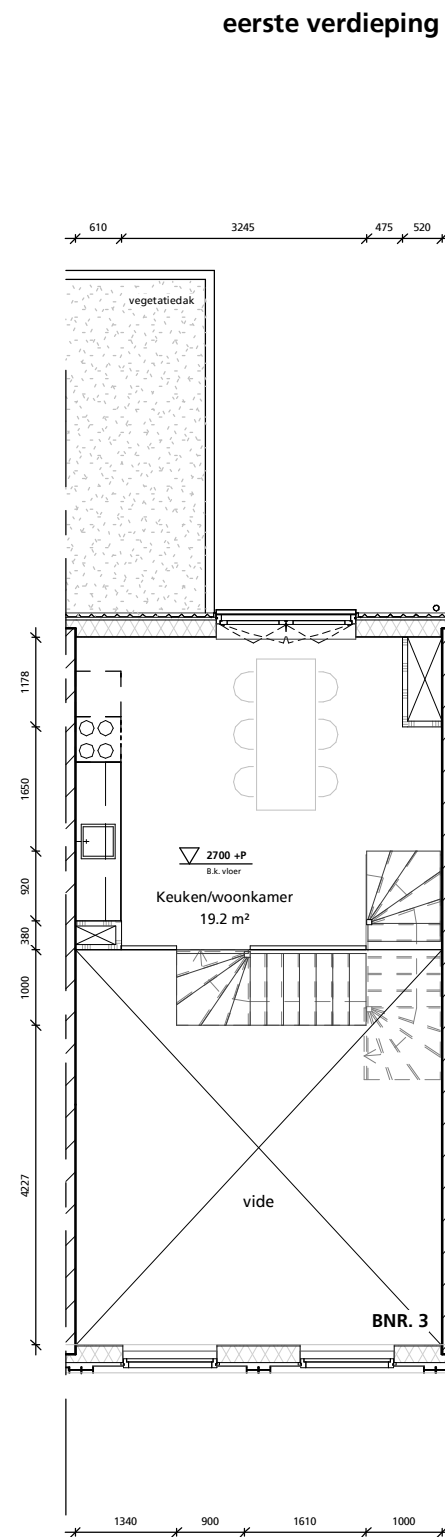 eerste verdieping
610
3245
475
520
vegetatiedak
1178
1650
920
380
1000
4227
2700 +P
B.k. vloer
Keuken/woonkamer
19.2 m²
vide
BNR. 3
1340
900
1610
1000